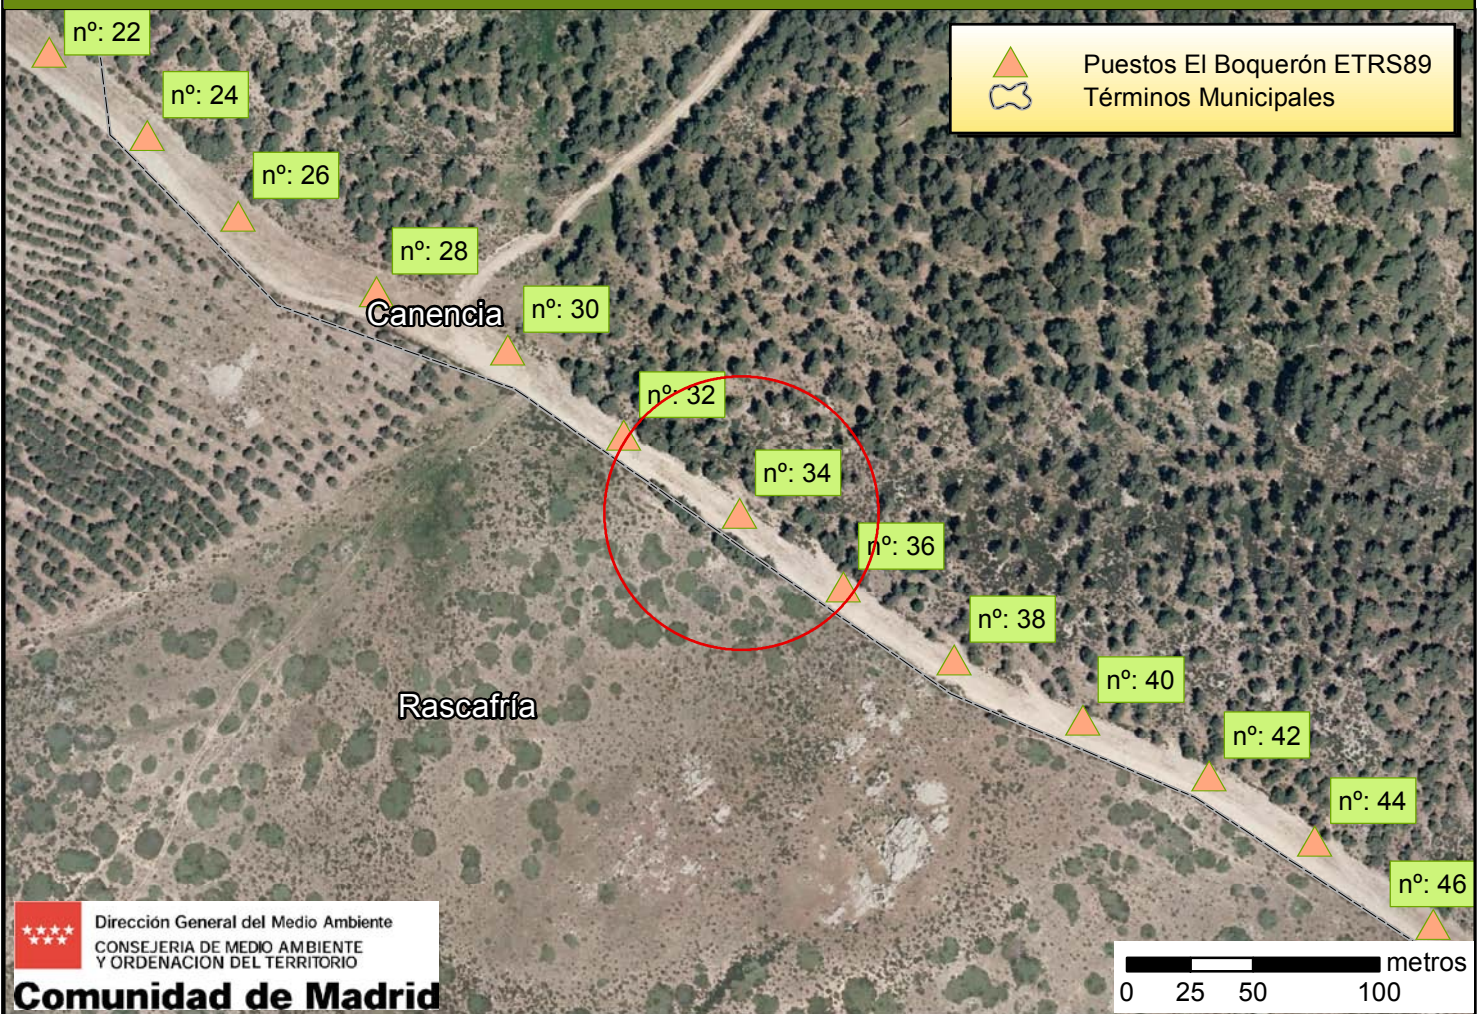 nº: 22
nº: 24
nº: 26
nº: 28
nº: 30
nº: 32
nº: 34
nº: 36
nº: 38
nº: 40
nº: 42
nº: 44
nº: 46
Puestos El Boquerón ETRS89
Términos Municipales
Canencia
Rascafría
Dirección General del Medio Ambiente
CONSEJERIA DE MEDIO AMBIENTE
Y ORDENACION DEL TERRITORIO
Comunidad de Madrid
metros
0 25 50 100